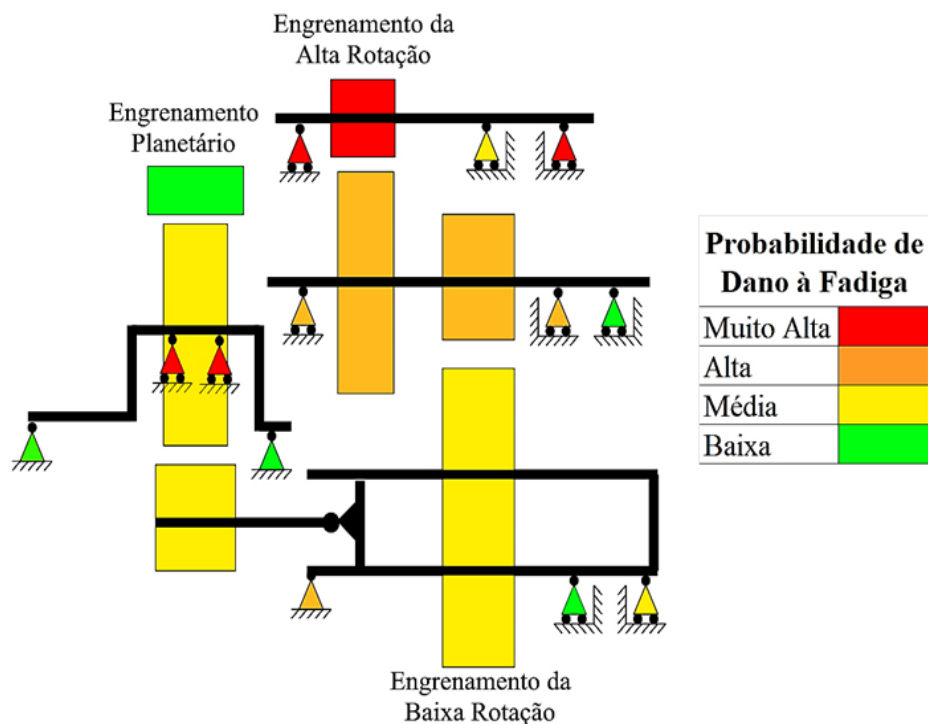 Engrenamento da
Alta Rotação
Engrenamento
Planetário
Probabilidade de
Dano à Fadiga
Muito Alta
Alta
Média
Baixa
Engrenamento da
Baixa Rotação